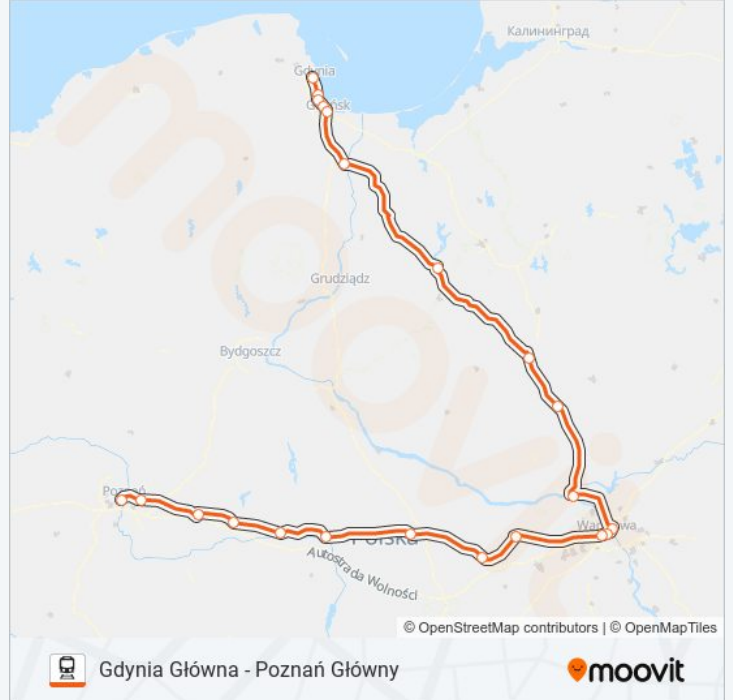 Калининград
Gdynia
Gdańsk
Grudziądz
Bydgoszcz
Poznań
Warszawa
Polska
Autostrada Wolności
© OpenStreetMap contributors | © OpenMapTiles
Gdynia Główna - Poznań Główny
moovit